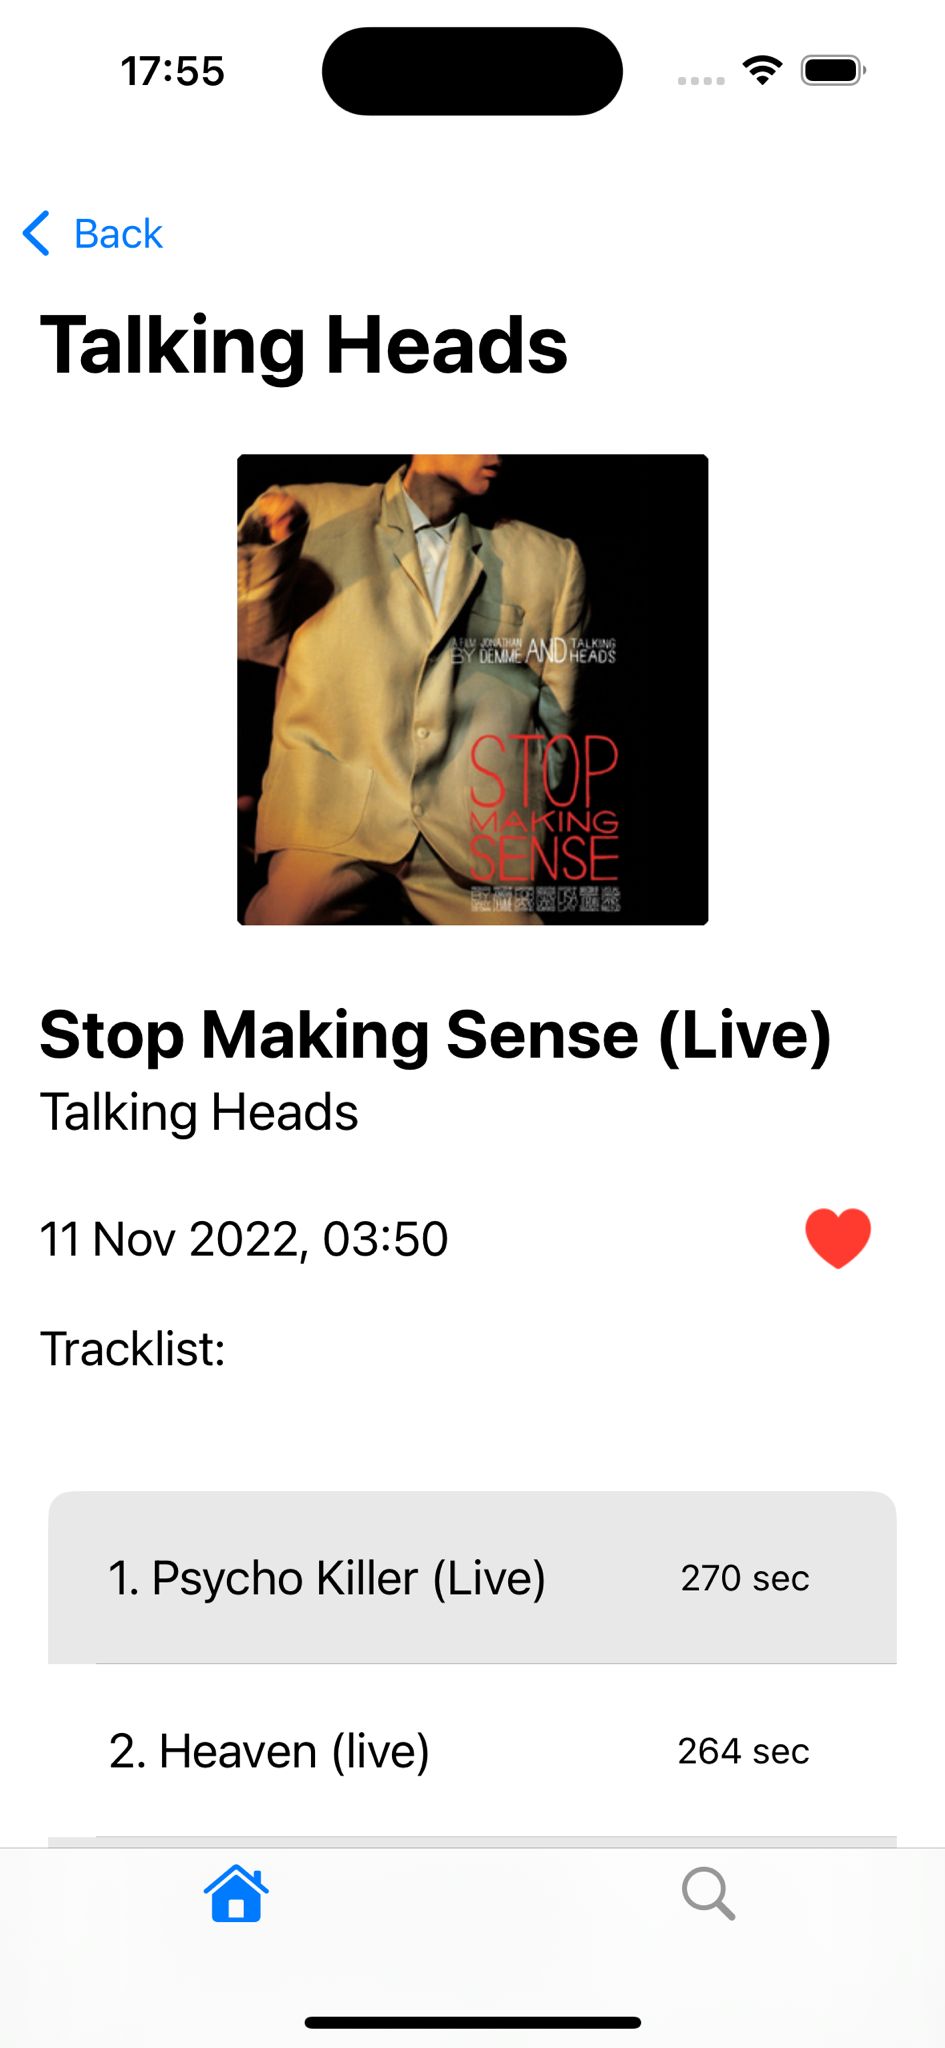 17:55
Back
Talking Heads
A FILM JONATHAN AND TALKING
BY DEMME HEADS
STOP
MAKING
SENSE
Stop Making Sense (Live)
Talking Heads
11 Nov 2022, 03:50
Tracklist:
1. Psycho Killer (Live) 270 sec
2. Heaven (live) 264 sec